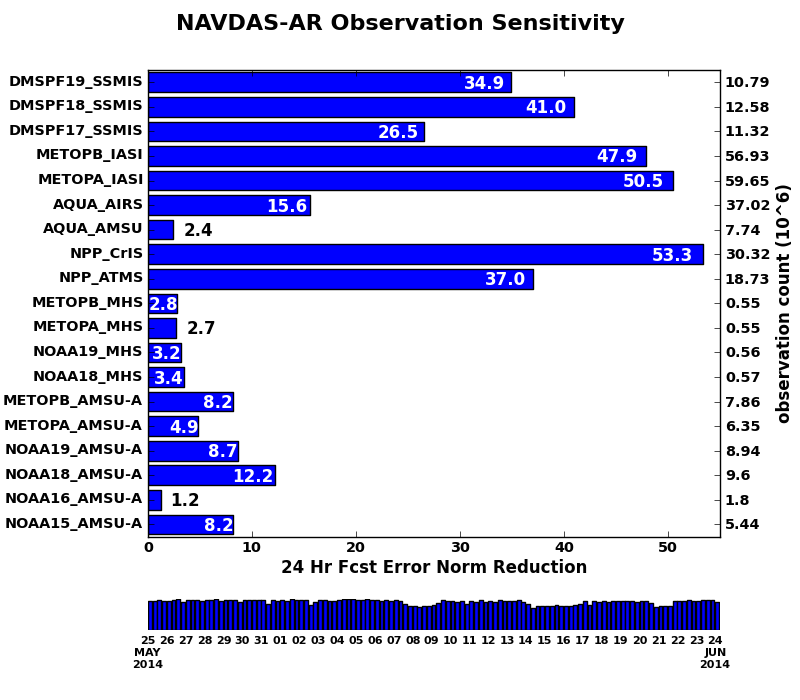 NAVDAS-AR Observation Sensitivity
DMSPF19_SSMIS 34.9 10.79
DMSPF18_SSMIS 41.0 12.58
DMSPF17_SSMIS 26.5 11.32
METOPB_IASI 47.9 56.93
METOPA_IASI 50.5 59.65
AQUA_AIRS 15.6 37.02
AQUA_AMSU 2.4 7.74
NPP_CrIS 53.3 30.32
NPP_ATMS 37.0 18.73
METOPB_MHS 2.8 0.55
METOPA_MHS 2.7 0.55
NOAA19_MHS 3.2 0.56
NOAA18_MHS 3.4 0.57
METOPB_AMSU-A 8.2 7.86
METOPA_AMSU-A 4.9 6.35
NOAA19_AMSU-A 8.7 8.94
NOAA18_AMSU-A 12.2 9.6
NOAA16_AMSU-A 1.2 1.8
NOAA15_AMSU-A 8.2 5.44
observation count (10^6)
0 10 20 30 40 50
24 Hr Fcst Error Norm Reduction
25 26 27 28 29 30 31 01 02 03 04 05 06 07 08 09 10 11 12 13 14 15 16 17 18 19 20 21 22 23 24
MAY JUN
2014 2014